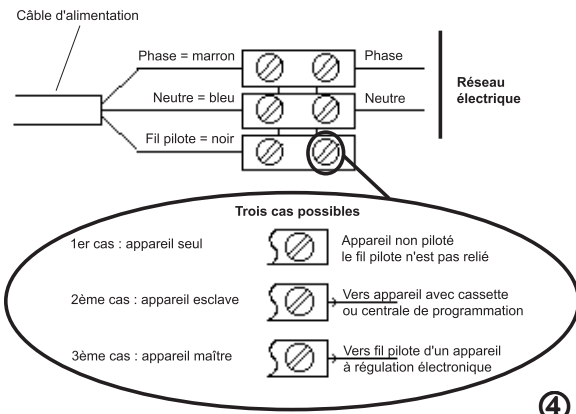 Câble d'alimentation
Phase = marron
Phase
Neutre = bleu
Neutre
Réseau
électrique
Fil pilote = noir
Trois cas possibles
1er cas : appareil seul
Appareil non piloté
le fil pilote n'est pas relié
2ème cas : appareil esclave
Vers appareil avec cassette
ou centrale de programmation
3ème cas : appareil maître
Vers fil pilote d'un appareil
à régulation électronique
4